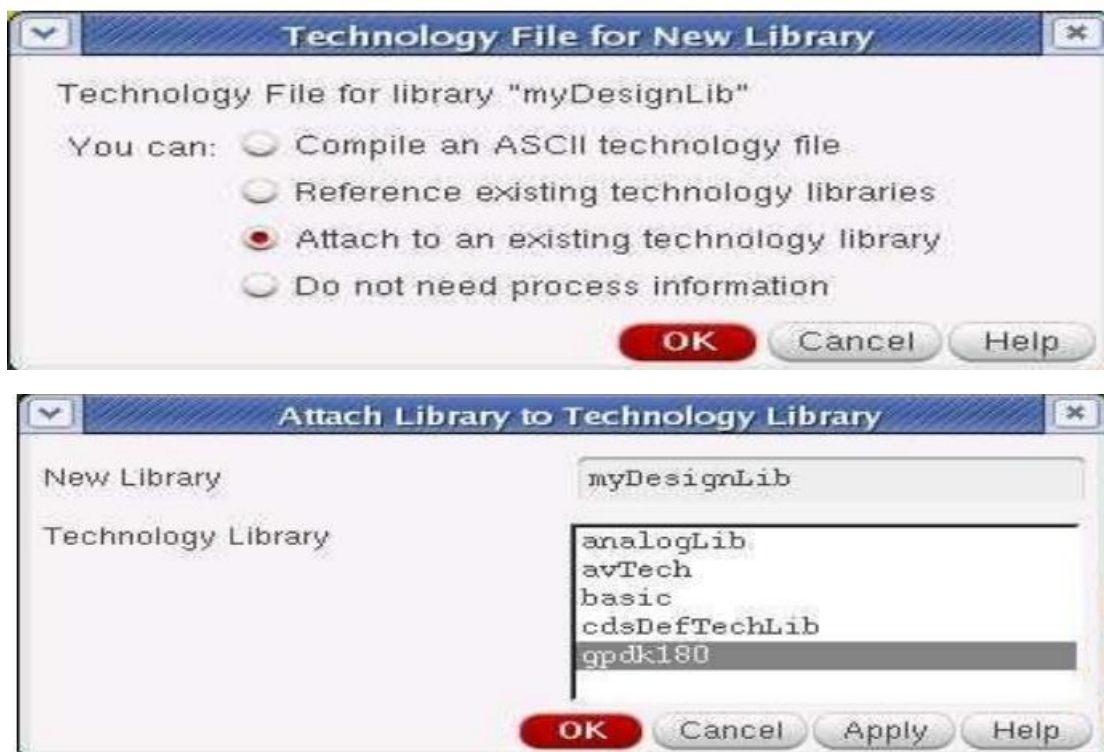 Technology File for New Library
Technology File for library "myDesignLib"
You can: Compile an ASCII technology file
Reference existing technology libraries
Attach to an existing technology library
Do not need process information
OK Cancel Help
Attach Library to Technology Library
New Library myDesignLib
Technology Library analogLib
avTech
basic
cdsDefTechLib
gpdk180
OK Cancel Apply Help